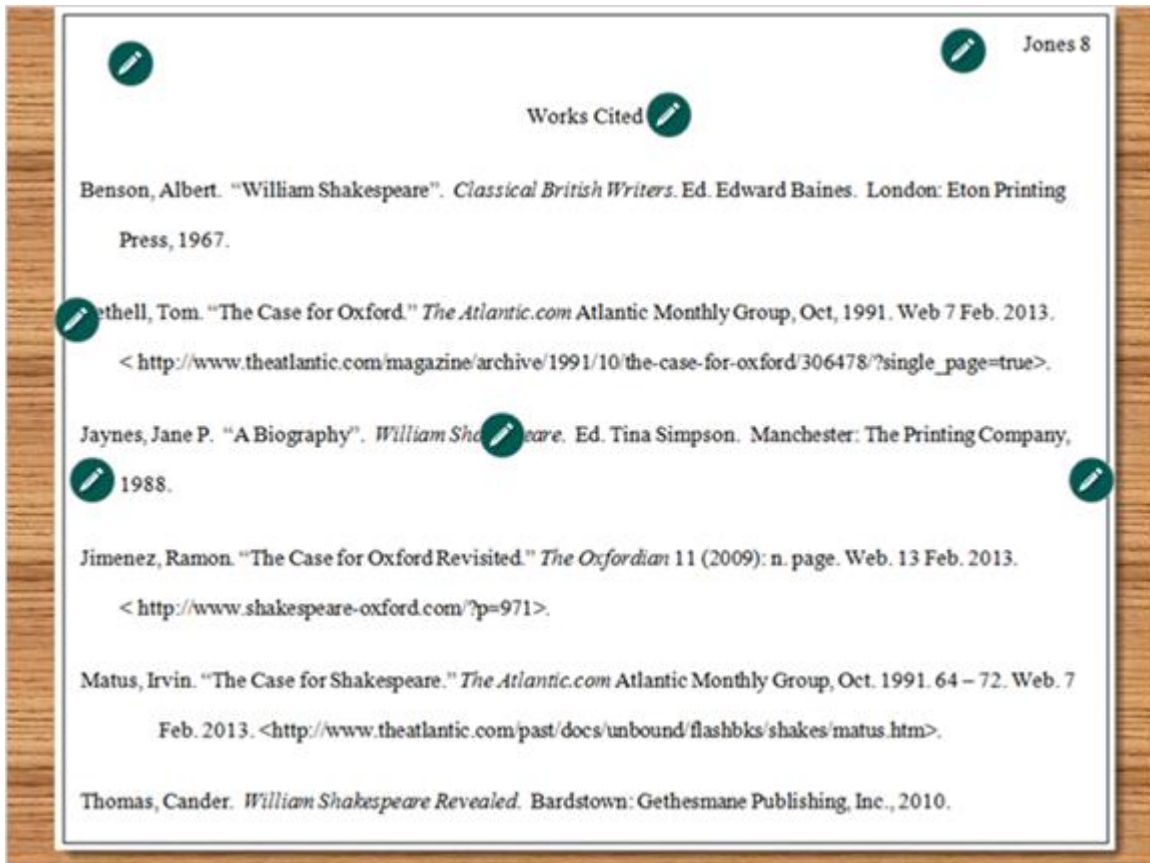 Jones 8
Works Cited
Benson, Albert. “William Shakespeare”. Classical British Writers. Ed. Edward Baines. London: Eton Printing
Press, 1967.
ethell, Tom. “The Case for Oxford.” The Atlantic.com Atlantic Monthly Group, Oct, 1991. Web 7 Feb. 2013.
< http://www.theatlantic.com/magazine/archive/1991/10/the-case-for-oxford/306478/?single_page=true>.
Jaynes, Jane P. “A Biography”. William Sha eare. Ed. Tina Simpson. Manchester: The Printing Company,
1988.
Jimenez, Ramon. “The Case for Oxford Revisited.” The Oxfordian 11 (2009): n. page. Web. 13 Feb. 2013.
< http://www.shakespeare-oxford.com/?p=971>.
Matus, Irvin. “The Case for Shakespeare.” The Atlantic.com Atlantic Monthly Group, Oct. 1991. 64 – 72. Web. 7
Feb. 2013. <http://www.theatlantic.com/past/docs/unbound/flashbks/shakes/matus.htm>.
Thomas, Cander. William Shakespeare Revealed. Bardstown: Gethesmane Publishing, Inc., 2010.